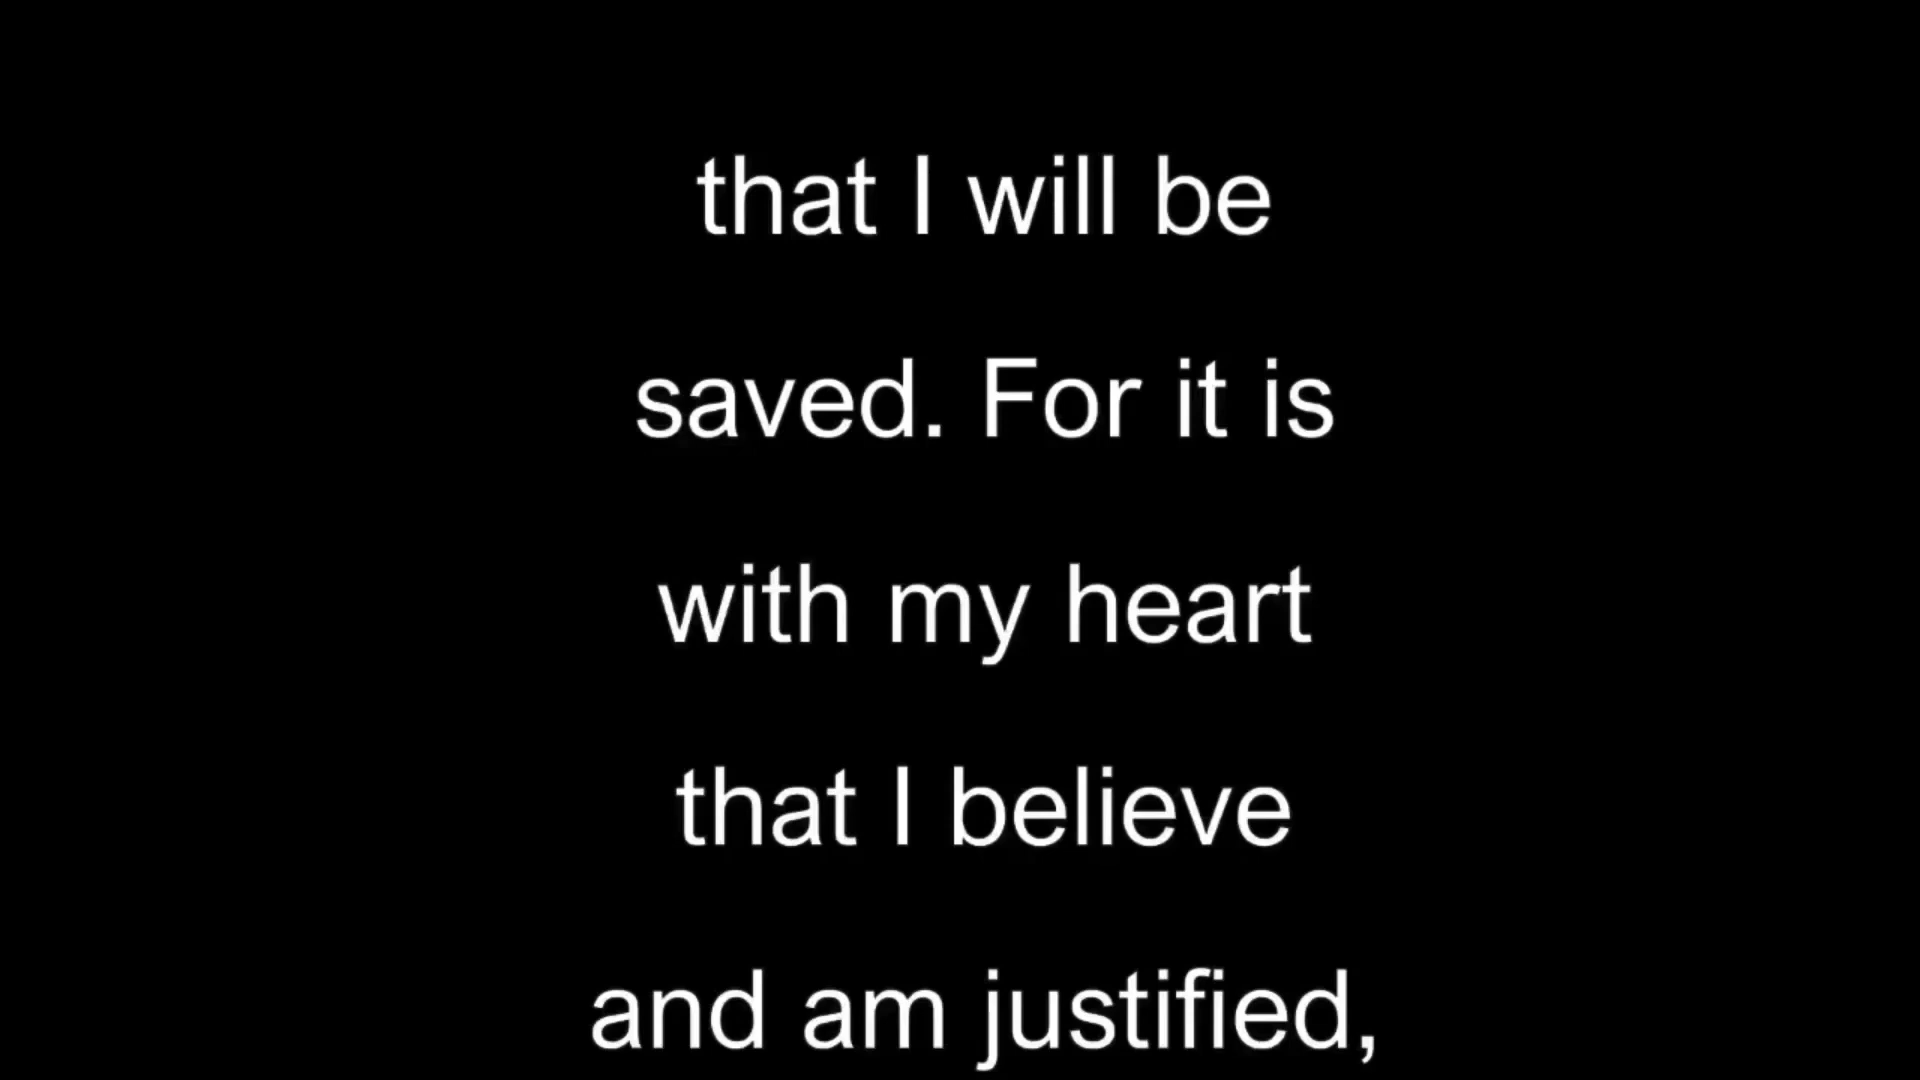 that I will be
saved. For it is
with my heart
that I believe
and am justified,